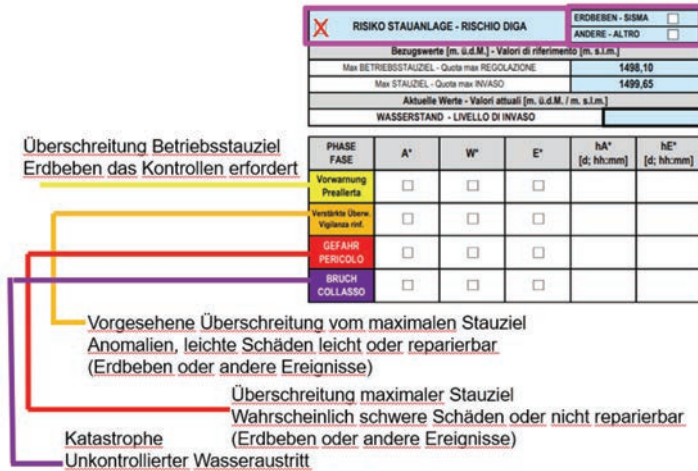 RISIKO STAUANLAGE - RISCHIO DIGA
ERDBEBEN - SISMA
ANDERE - ALTRO
Bezugswerte [m. ü.d.M.] - Valori di riferimento [m. s.l.m.]
Max BETRIEBSSTAUZIEL - Quota max REGOLAZIONE 1498,10
Max STAUZIEL - Quota max INVASO 1499,65
Aktuelle Werte - Valori attuali [m. ü.d.M. / m. s.l.m.]
WASSERSTAND - LIVELLO DI INVASO
PHASE FASE A* W* E* hA* [d; hh:mm] hE* [d; hh:mm]
Überschreitung Betriebsstauziel
Erdbeben das Kontrollen erfordert
Vorwarnung
Preallerta
Verstärkte Überw.
Vigilanza rinf.
GEFAHR
PERICOLO
BRUCH
COLLASSO
Vorgesehene Überschreitung vom maximalen Stauziel
Anomalien, leichte Schäden leicht oder reparierbar
(Erdbeben oder andere Ereignisse)
Überschreitung maximaler Stauziel
Wahrscheinlich schwere Schäden oder nicht reparierbar
(Erdbeben oder andere Ereignisse)
Katastrophe
Unkontrollierter Wasseraustritt